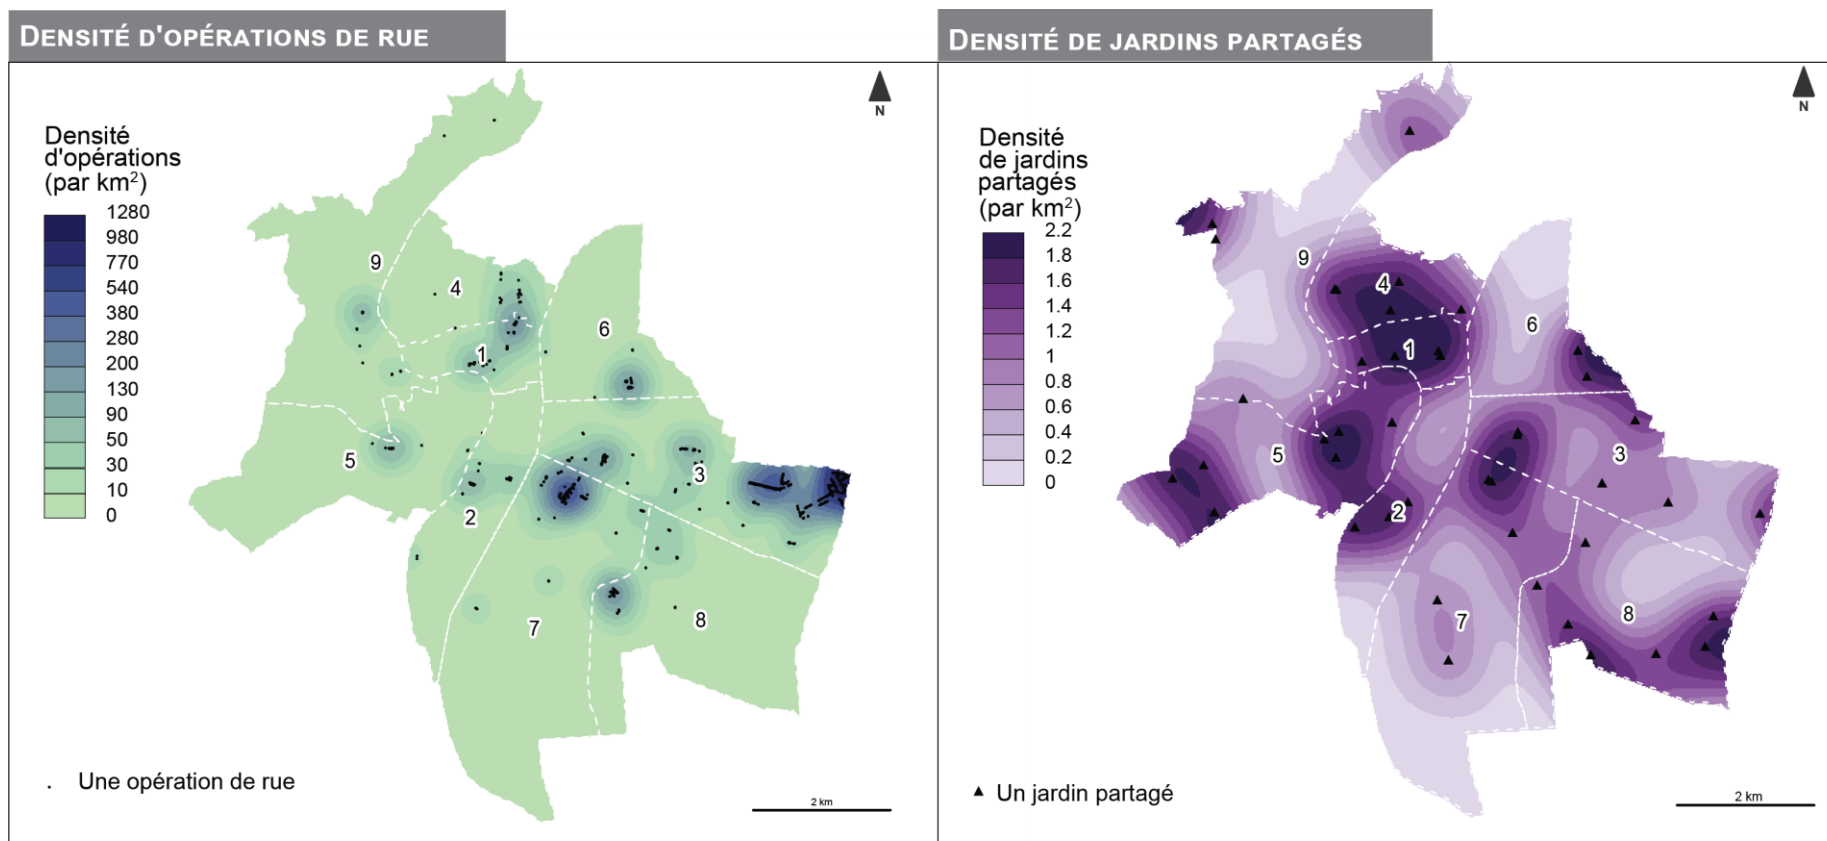 DENSITÉ D'OPÉRATIONS DE RUE
N
Densité
d'opérations
(par km²)
1280
980
770
540
380
280
200
130
90
50
30
10
0
9
4
1
6
5
3
2
7
8
. Une opération de rue
2 km
DENSITÉ DE JARDINS PARTAGÉS
N
Densité
de jardins
partagés
(par km²)
2.2
1.8
1.6
1.4
1.2
1
0.8
0.6
0.4
0.2
0
9
4
6
1
5
3
2
7
8
Un jardin partagé
2 km